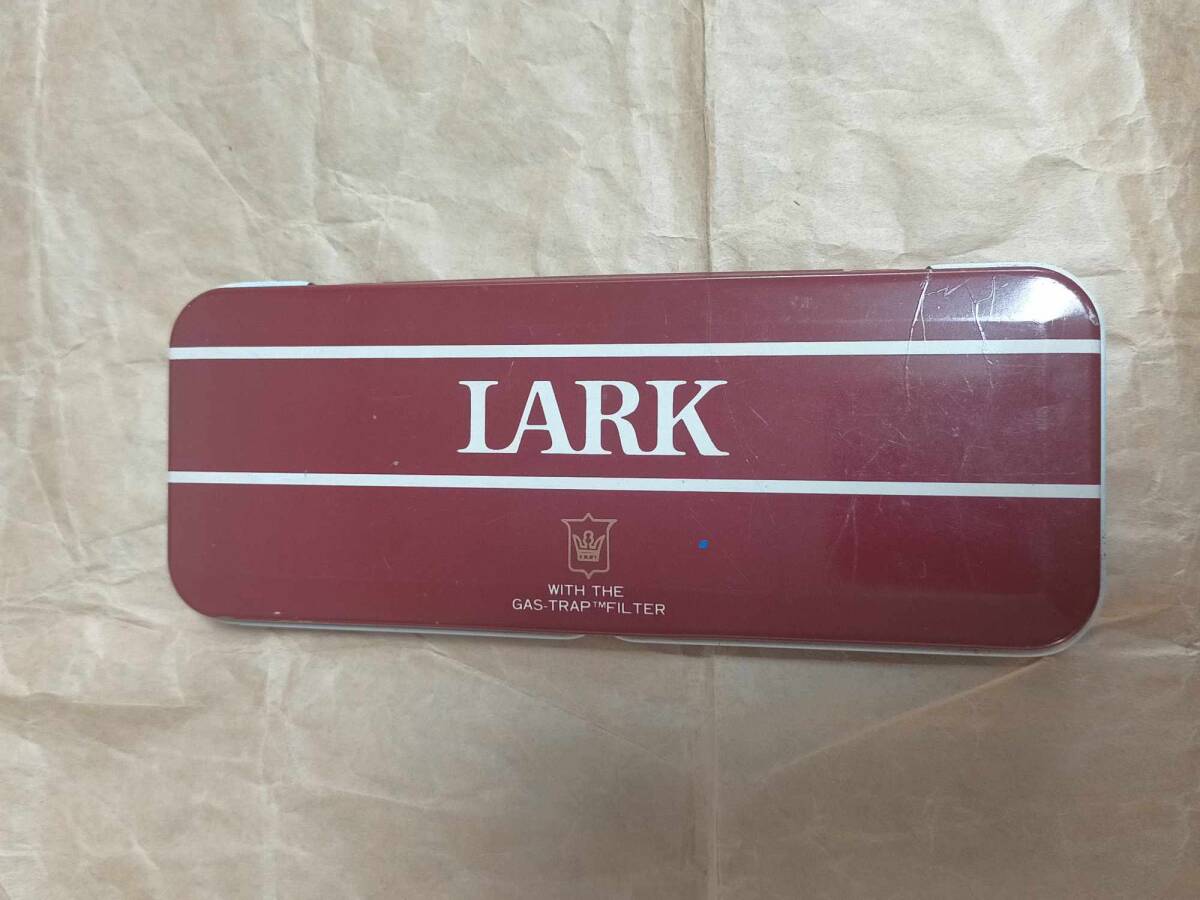 LARK
WITH THE
GAS-TRAP™FILTER